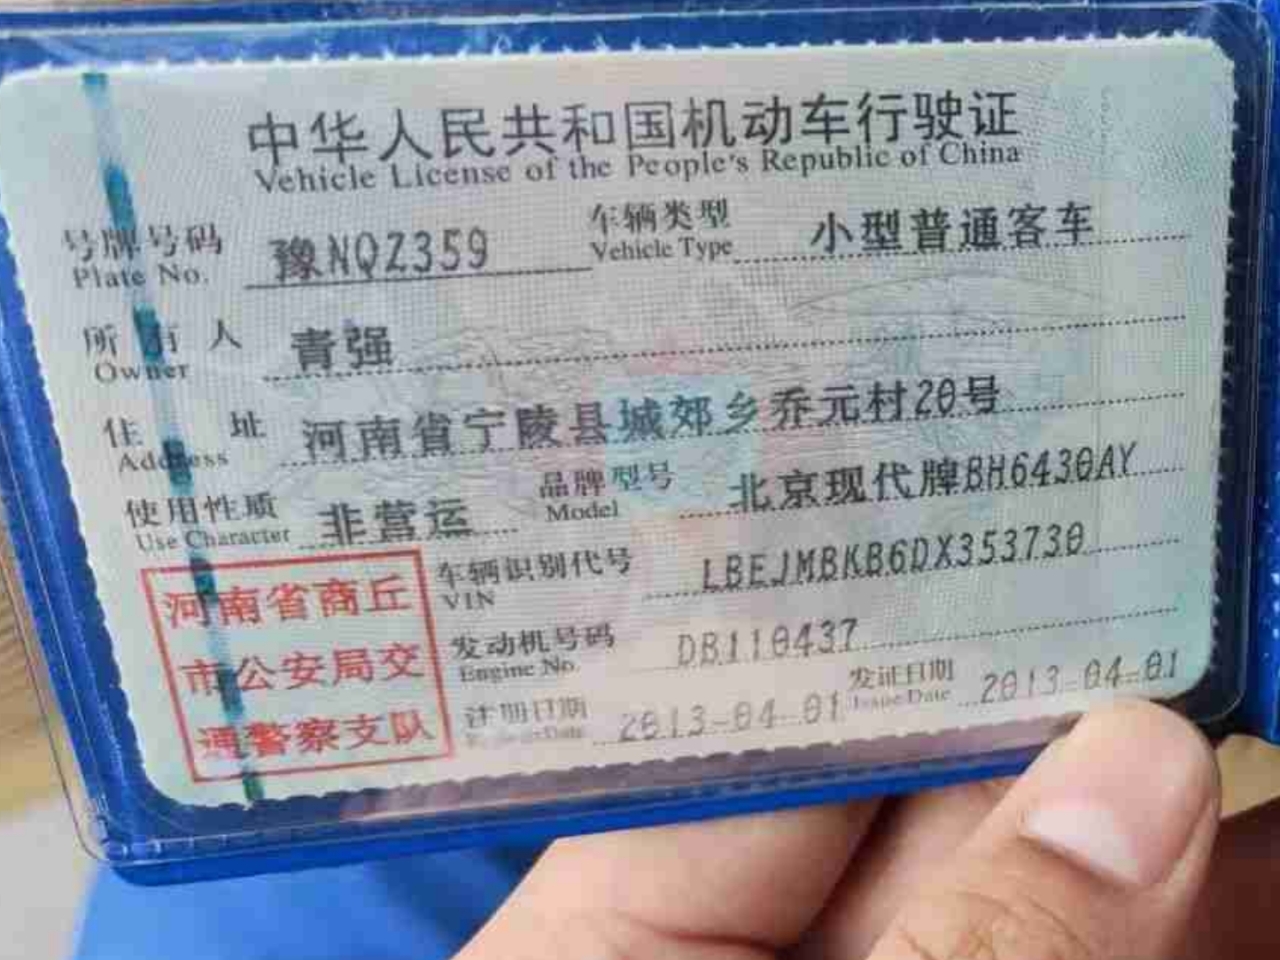 中华人民共和国机动车行驶证
Vehicle License of the People's Republic of China
号牌号码 豫NQZ359 车辆类型 小型普通客车
Plate No. Vehicle Type
所有人 青强
Owner
住址 河南省宁陵县城郊乡乔元村20号
Address
使用性质 非营运 品牌型号 北京现代牌BH6430AY
Use Character Model
河南省商丘
市公安局交
通警察支队
车辆识别代号 LBEJMBKB6DX353730
VIN
发动机号码 DB110437
Engine No.
注册日期 2013-04-01 发证日期 2013-04-01
Date Issue Date